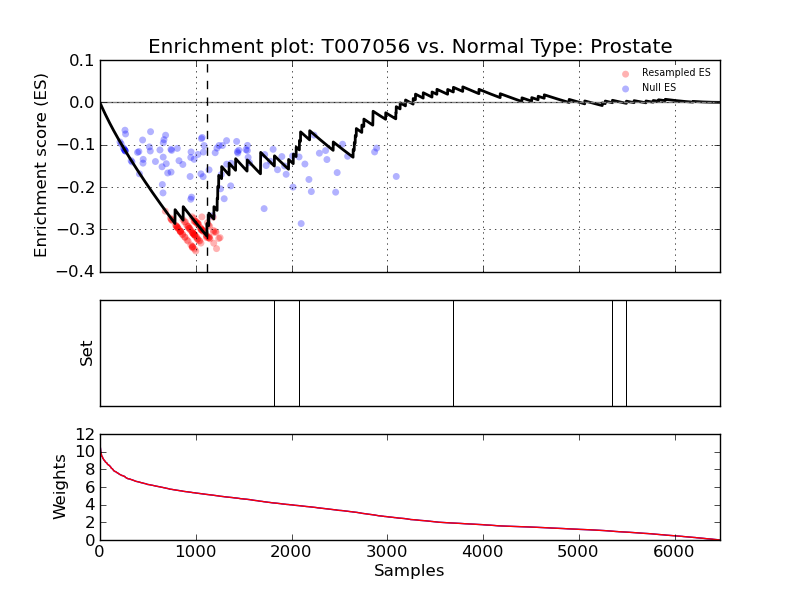 Enrichment plot: T007056 vs. Normal Type: Prostate
Enrichment score (ES)
0.1
0.0
−0.1
−0.2
−0.3
−0.4
Resampled ES
Null ES
Set
Weights
12
10
8
6
4
2
0
0 1000 2000 3000 4000 5000 6000
Samples